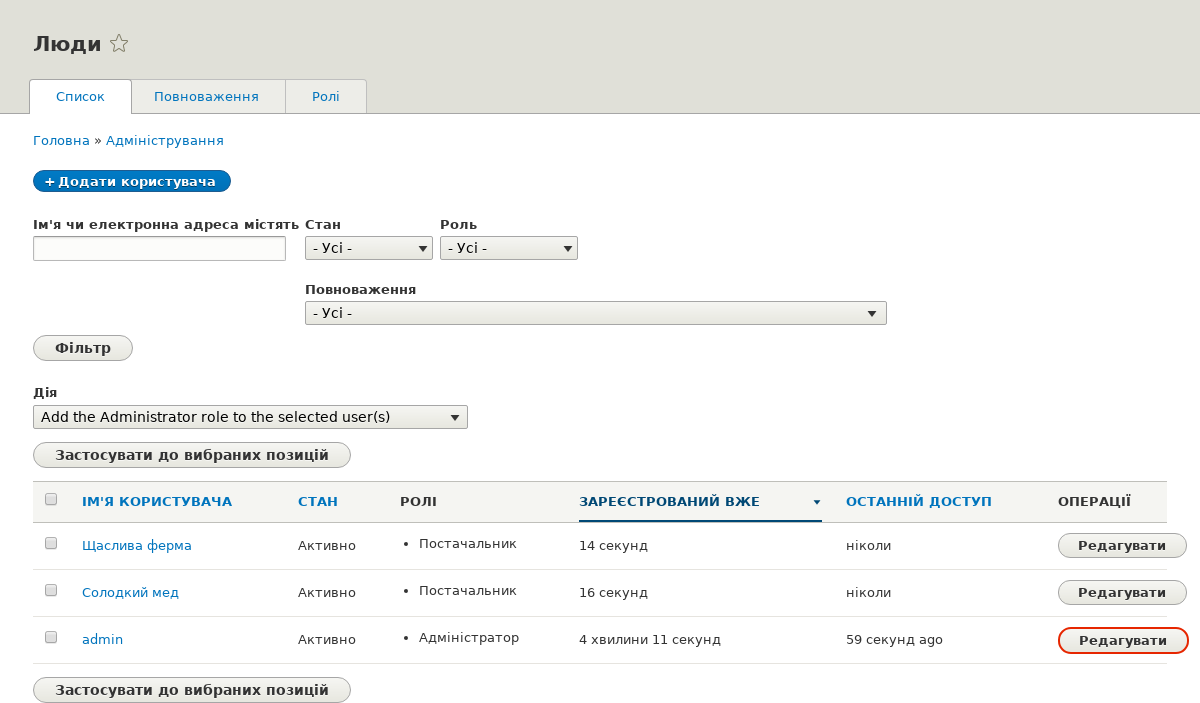 Люди
Список Повноваження Ролі
Головна » Адміністрування
+ Додати користувача
Ім'я чи електронна адреса містять Стан Роль
- Усі - - Усі -
Повноваження
- Усі -
Фільтр
Дія
Add the Administrator role to the selected user(s)
Застосувати до вибраних позицій
ІМ'Я КОРИСТУВАЧА СТАН РОЛІ ЗАРЕЄСТРОВАНИЙ ВЖЕ ОСТАННІЙ ДОСТУП ОПЕРАЦІЇ
Щаслива ферма Активно • Постачальник 14 секунд ніколи Редагувати
Солодкий мед Активно • Постачальник 16 секунд ніколи Редагувати
admin Активно • Адміністратор 4 хвилини 11 секунд 59 секунд ago Редагувати
Застосувати до вибраних позицій